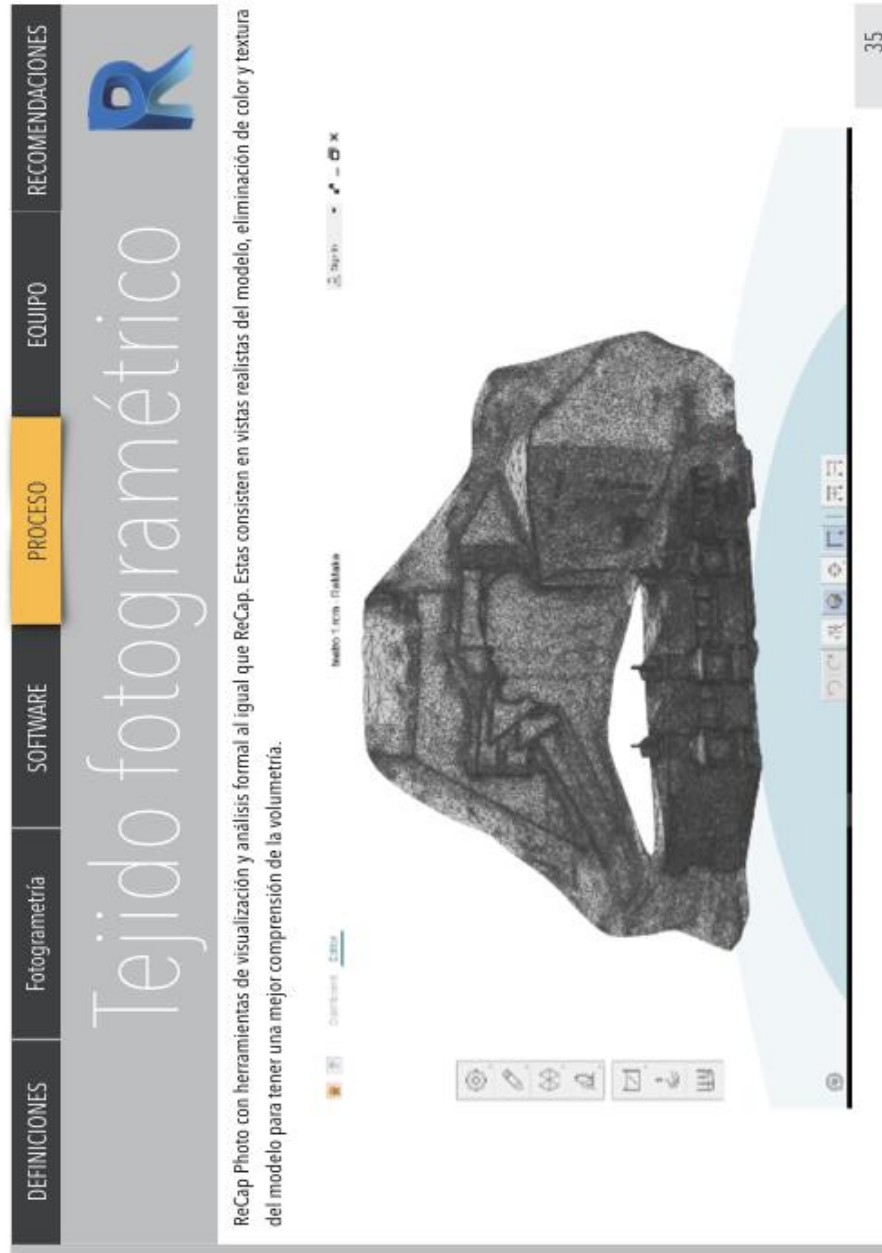 DEFINICIONES
Fotogrametría
SOFTWARE
PROCESO
EQUIPO
RECOMENDACIONES
Tejido fotogramétrico
ReCap Photo con herramientas de visualización y análisis formal al igual que ReCap. Estas consisten en vistas realistas del modelo, eliminación de color y textura
del modelo para tener una mejor comprensión de la volumetría.
Dashboard
Editor
Sign In
35